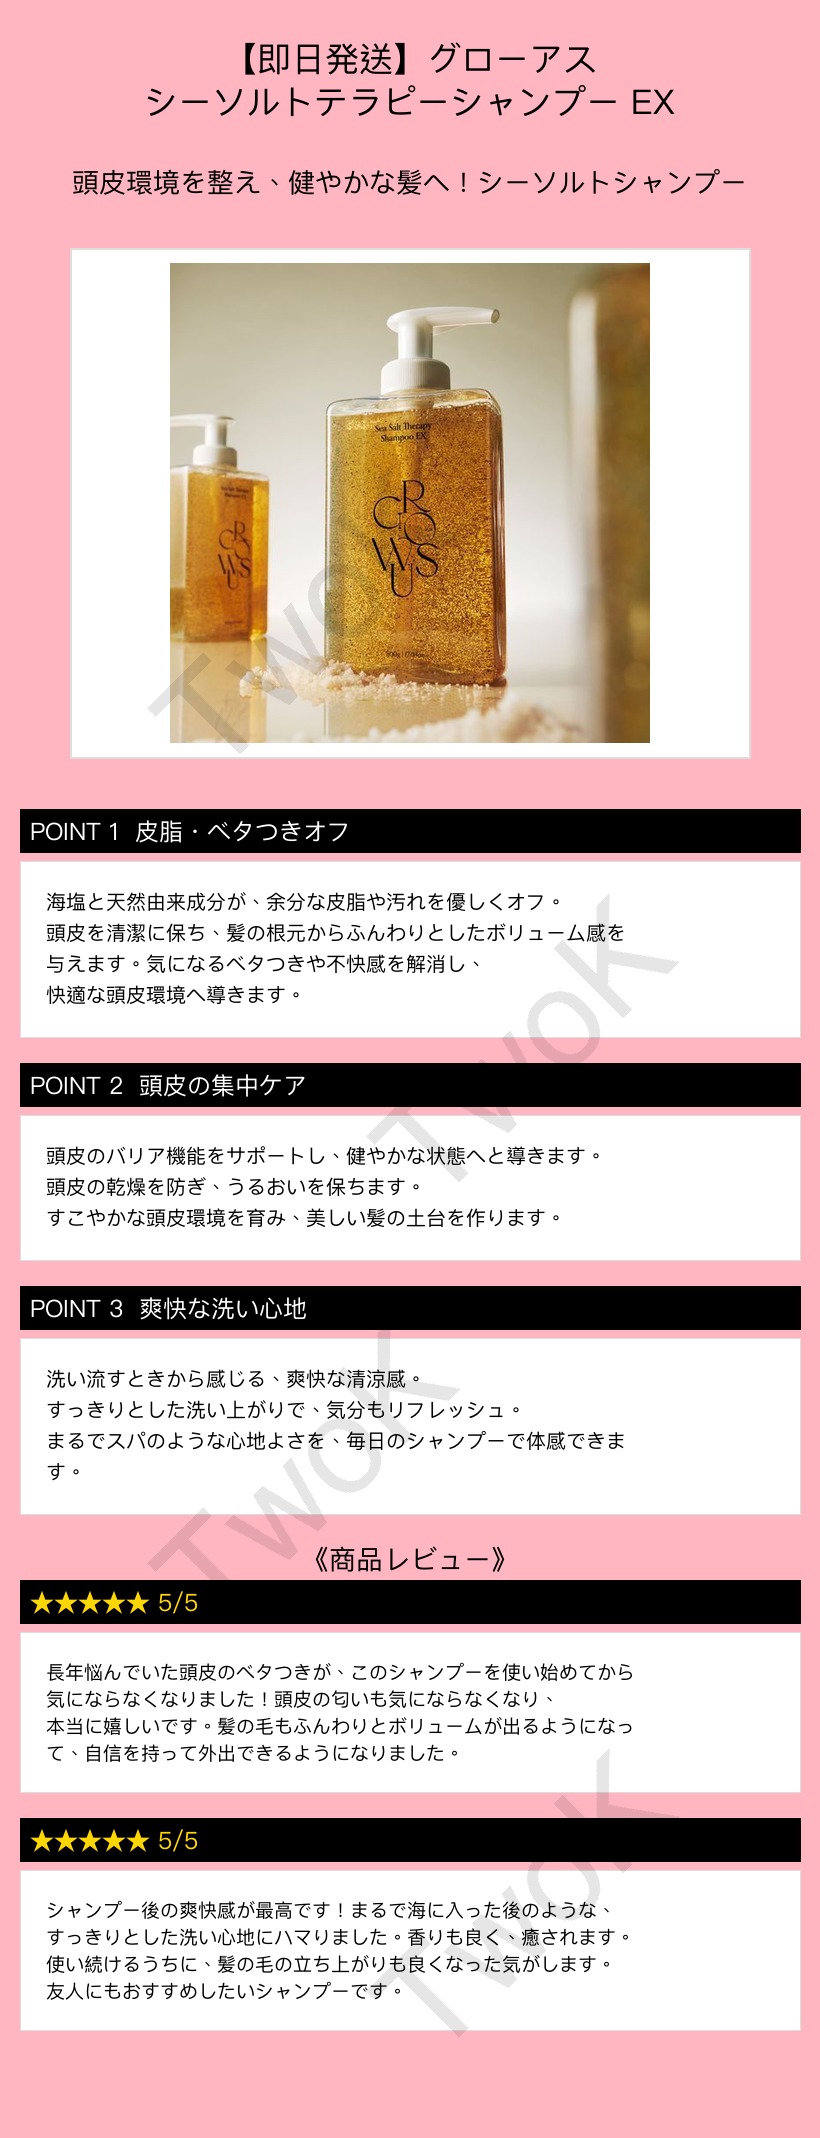 【即日発送】グローアス
シーソルトテラピーシャンプー EX
頭皮環境を整え、健やかな髪へ！シーソルトシャンプー
Sea Salt Therapy
Shampoo EX
GROWUS
Sea Salt Therapy
Shampoo EX
GROWUS
TwoK
POINT 1 皮脂・ベタつきオフ
海塩と天然由来成分が、余分な皮脂や汚れを優しくオフ。
頭皮を清潔に保ち、髪の根元からふんわりとしたボリューム感を
与えます。気になるベタつきや不快感を解消し、
快適な頭皮環境へ導きます。
TwoK
POINT 2 頭皮の集中ケア
頭皮のバリア機能をサポートし、健やかな状態へと導きます。
頭皮の乾燥を防ぎ、うるおいを保ちます。
すこやかな頭皮環境を育み、美しい髪の土台を作ります。
POINT 3 爽快な洗い心地
洗い流すときから感じる、爽快な清涼感。
すっきりとした洗い上がりで、気分もリフレッシュ。
まるでスパのような心地よさを、毎日のシャンプーで体感できま
す。
TwoK
《商品レビュー》
★★★★★ 5/5
長年悩んでいた頭皮のベタつきが、このシャンプーを使い始めてから
気にならなくなりました！頭皮の匂いも気にならなくなり、
本当に嬉しいです。髪の毛もふんわりとボリュームが出るようになっ
て、自信を持って外出できるようになりました。
★★★★★ 5/5
シャンプー後の爽快感が最高です！まるで海に入った後のような、
すっきりとした洗い心地にハマりました。香りも良く、癒されます。
使い続けるうちに、髪の毛の立ち上がりも良くなった気がします。
友人にもおすすめしたいシャンプーです。
TwoK